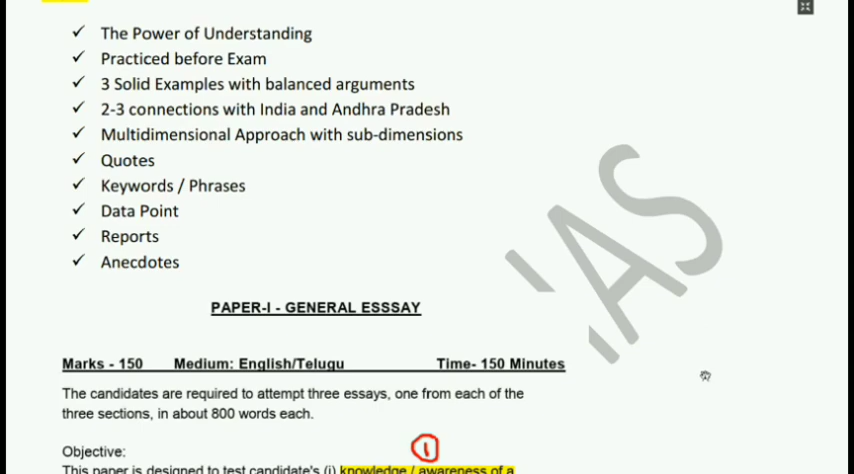 ✓ The Power of Understanding
✓ Practiced before Exam
✓ 3 Solid Examples with balanced arguments
✓ 2-3 connections with India and Andhra Pradesh
✓ Multidimensional Approach with sub-dimensions
✓ Quotes
✓ Keywords / Phrases
✓ Data Point
✓ Reports
✓ Anecdotes
IAS
PAPER-I - GENERAL ESSSAY
Marks - 150 Medium: English/Telugu Time- 150 Minutes
The candidates are required to attempt three essays, one from each of the
three sections, in about 800 words each.
Objective:
1
This paper is designed to test candidate's (i) knowledge / awareness of a